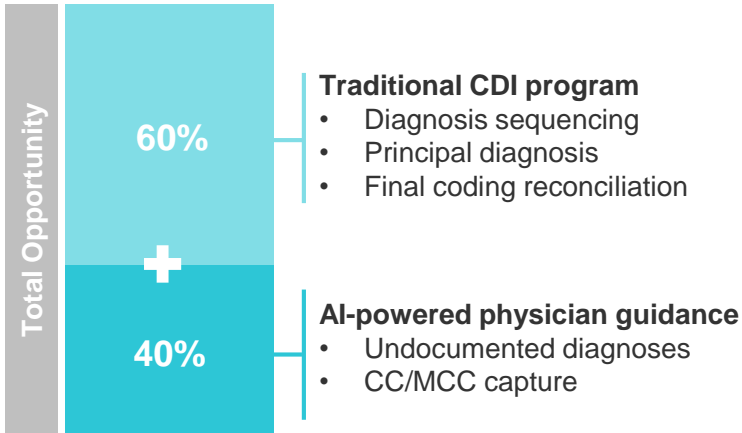 Total Opportunity
60%
Traditional CDI program
• Diagnosis sequencing
• Principal diagnosis
• Final coding reconciliation
40%
AI-powered physician guidance
• Undocumented diagnoses
• CC/MCC capture